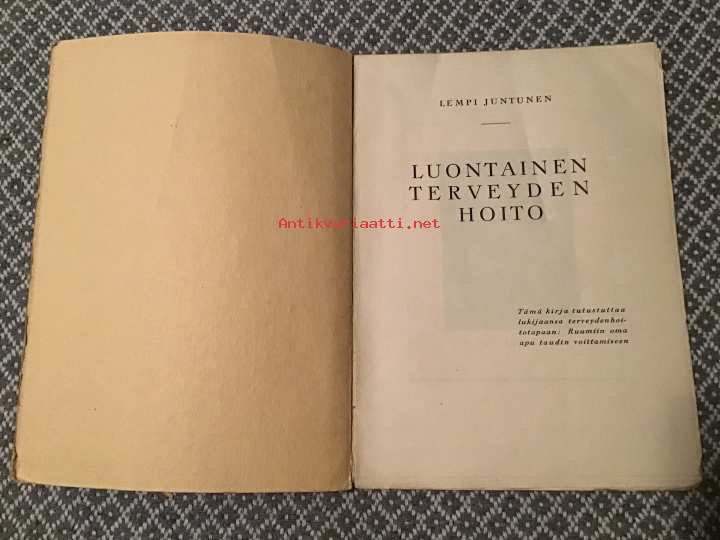 LEMPI JUNTUNEN
LUONTAINEN
TERVEYDEN
HOITO
Antikvariaatti.net
Tämä kirja tutustuttaa
lukijaansa terveydenhoi-
totapaan: Ruumiin oma
apu taudin voittamiseen